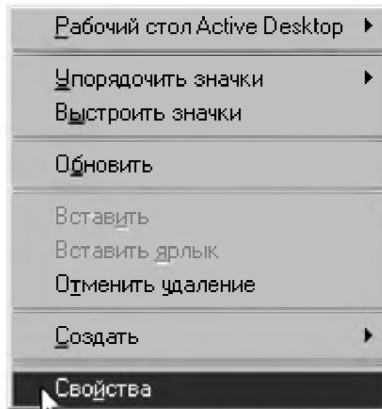 Рабочий стол Active Desktop
Упорядочить значки
Выстроить значки
Обновить
Вставить
Вставить ярлык
Отменить удаление
Создать
Свойства